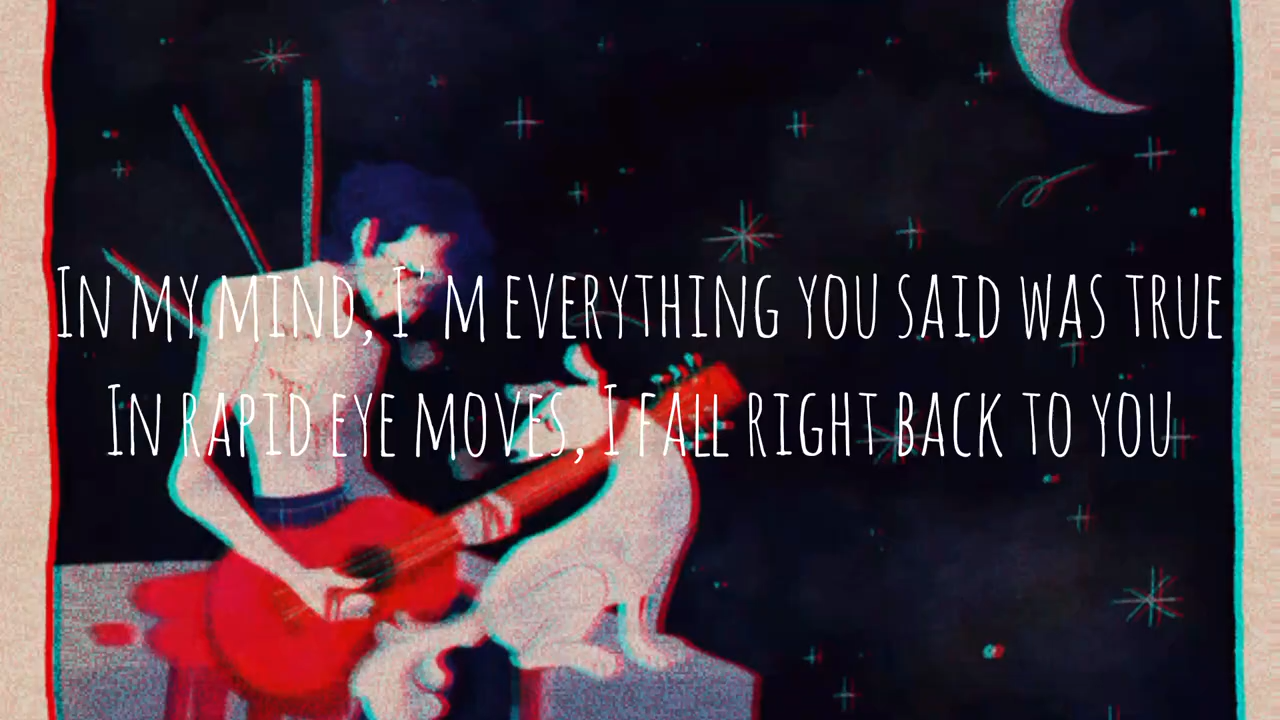 In my mind, I'm everything you said was true
In rapid eye moves, I fall right back to you